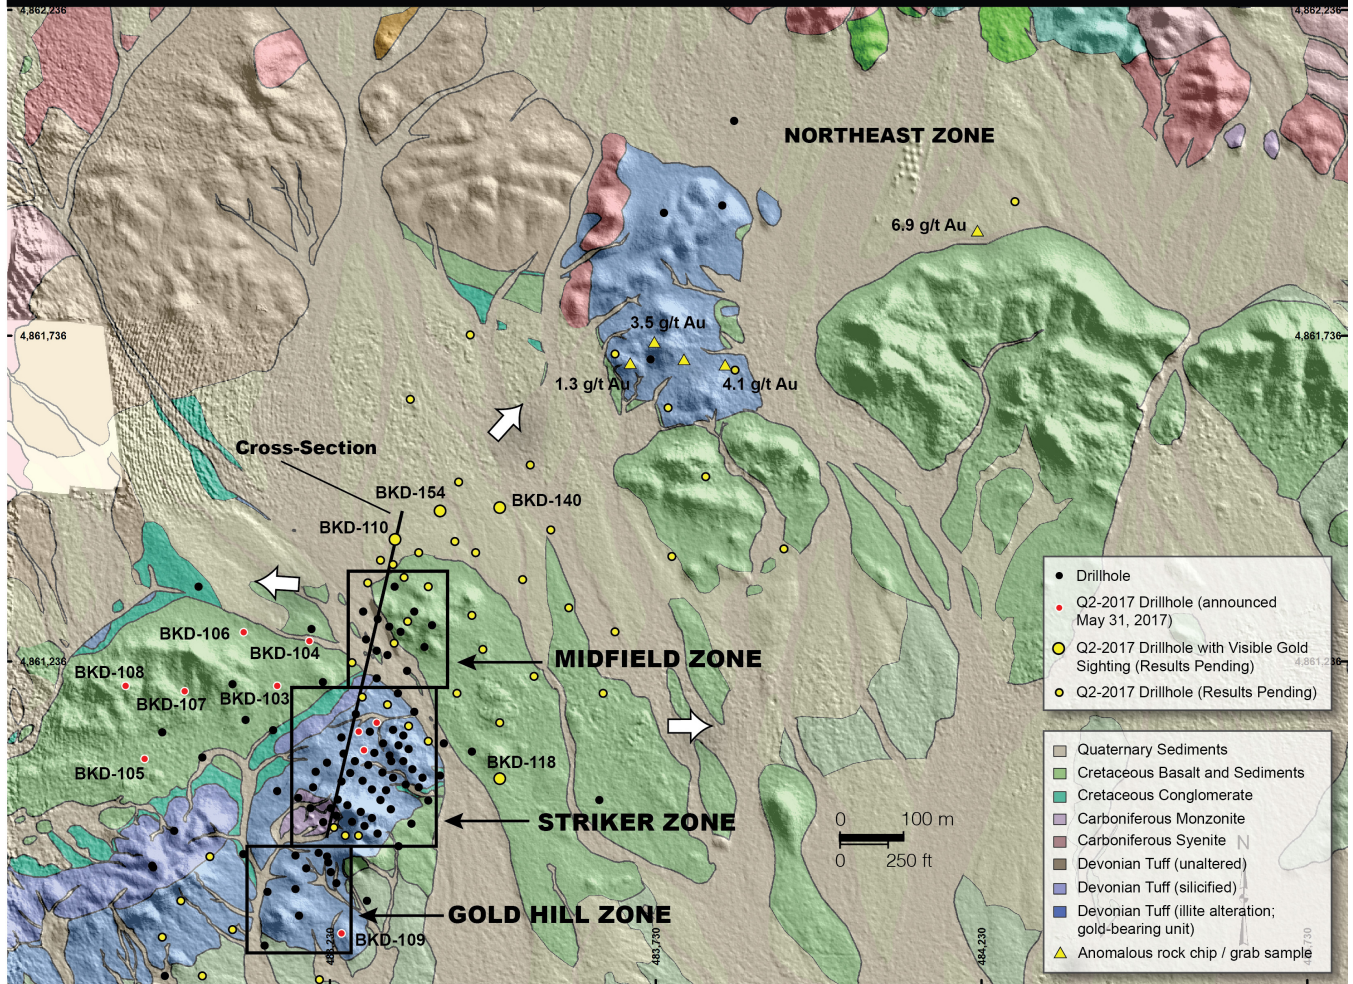 4,862,236
4,862,236
NORTHEAST ZONE
6.9 g/t Au
3.5 g/t Au
4,861,736
4,861,736
1.3 g/t Au
4.1 g/t Au
Cross-Section
BKD-154
BKD-140
BKD-110
BKD-106
BKD-104
MIDFIELD ZONE
4,861,236
4,861,236
BKD-108
BKD-107
BKD-103
BKD-105
BKD-118
STRIKER ZONE
GOLD HILL ZONE
BKD-109
0 100 m
0 250 ft
Drillhole
Q2-2017 Drillhole (announced
May 31, 2017)
Q2-2017 Drillhole with Visible Gold
Sighting (Results Pending)
Q2-2017 Drillhole (Results Pending)
Quaternary Sediments
Cretaceous Basalt and Sediments
Cretaceous Conglomerate
Carboniferous Monzonite
Carboniferous Syenite
Devonian Tuff (unaltered)
Devonian Tuff (silicified)
Devonian Tuff (illite alteration;
gold-bearing unit)
Anomalous rock chip / grab sample
N
483,230
483,730
484,230